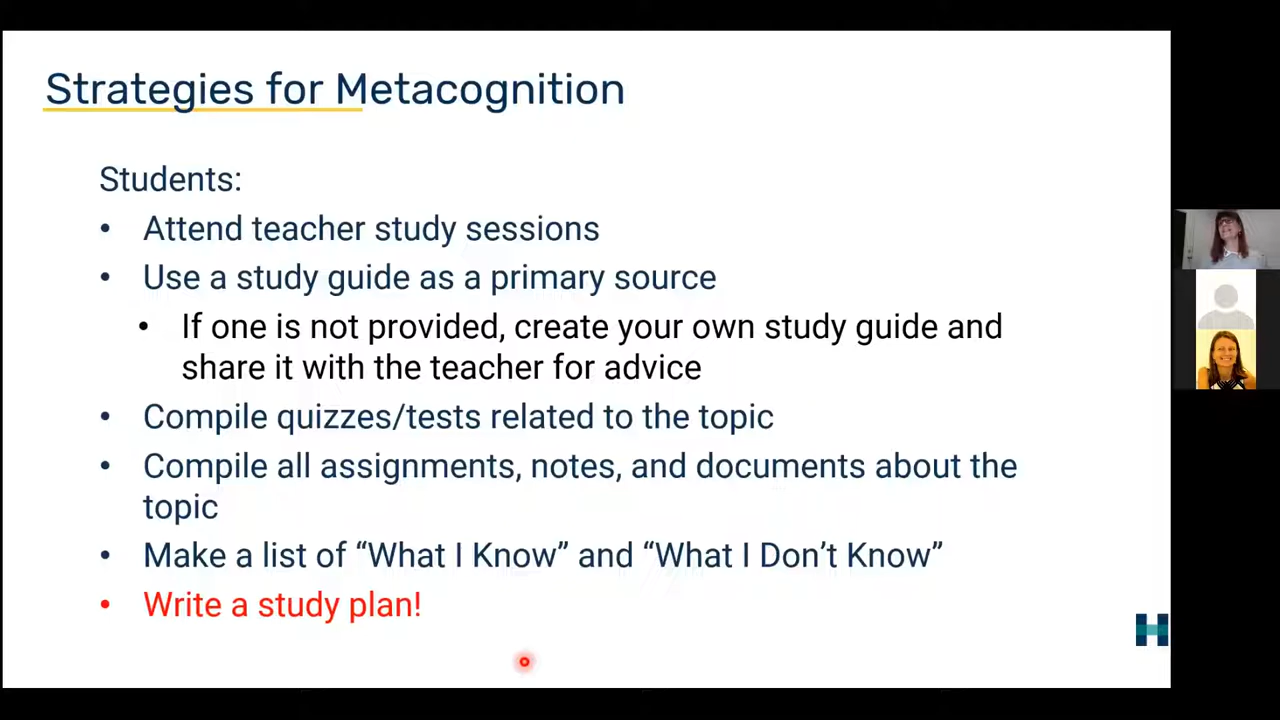 Strategies for Metacognition
Students:
• Attend teacher study sessions
• Use a study guide as a primary source
• If one is not provided, create your own study guide and
share it with the teacher for advice
• Compile quizzes/tests related to the topic
• Compile all assignments, notes, and documents about the
topic
• Make a list of “What I Know” and “What I Don’t Know”
• Write a study plan!
H